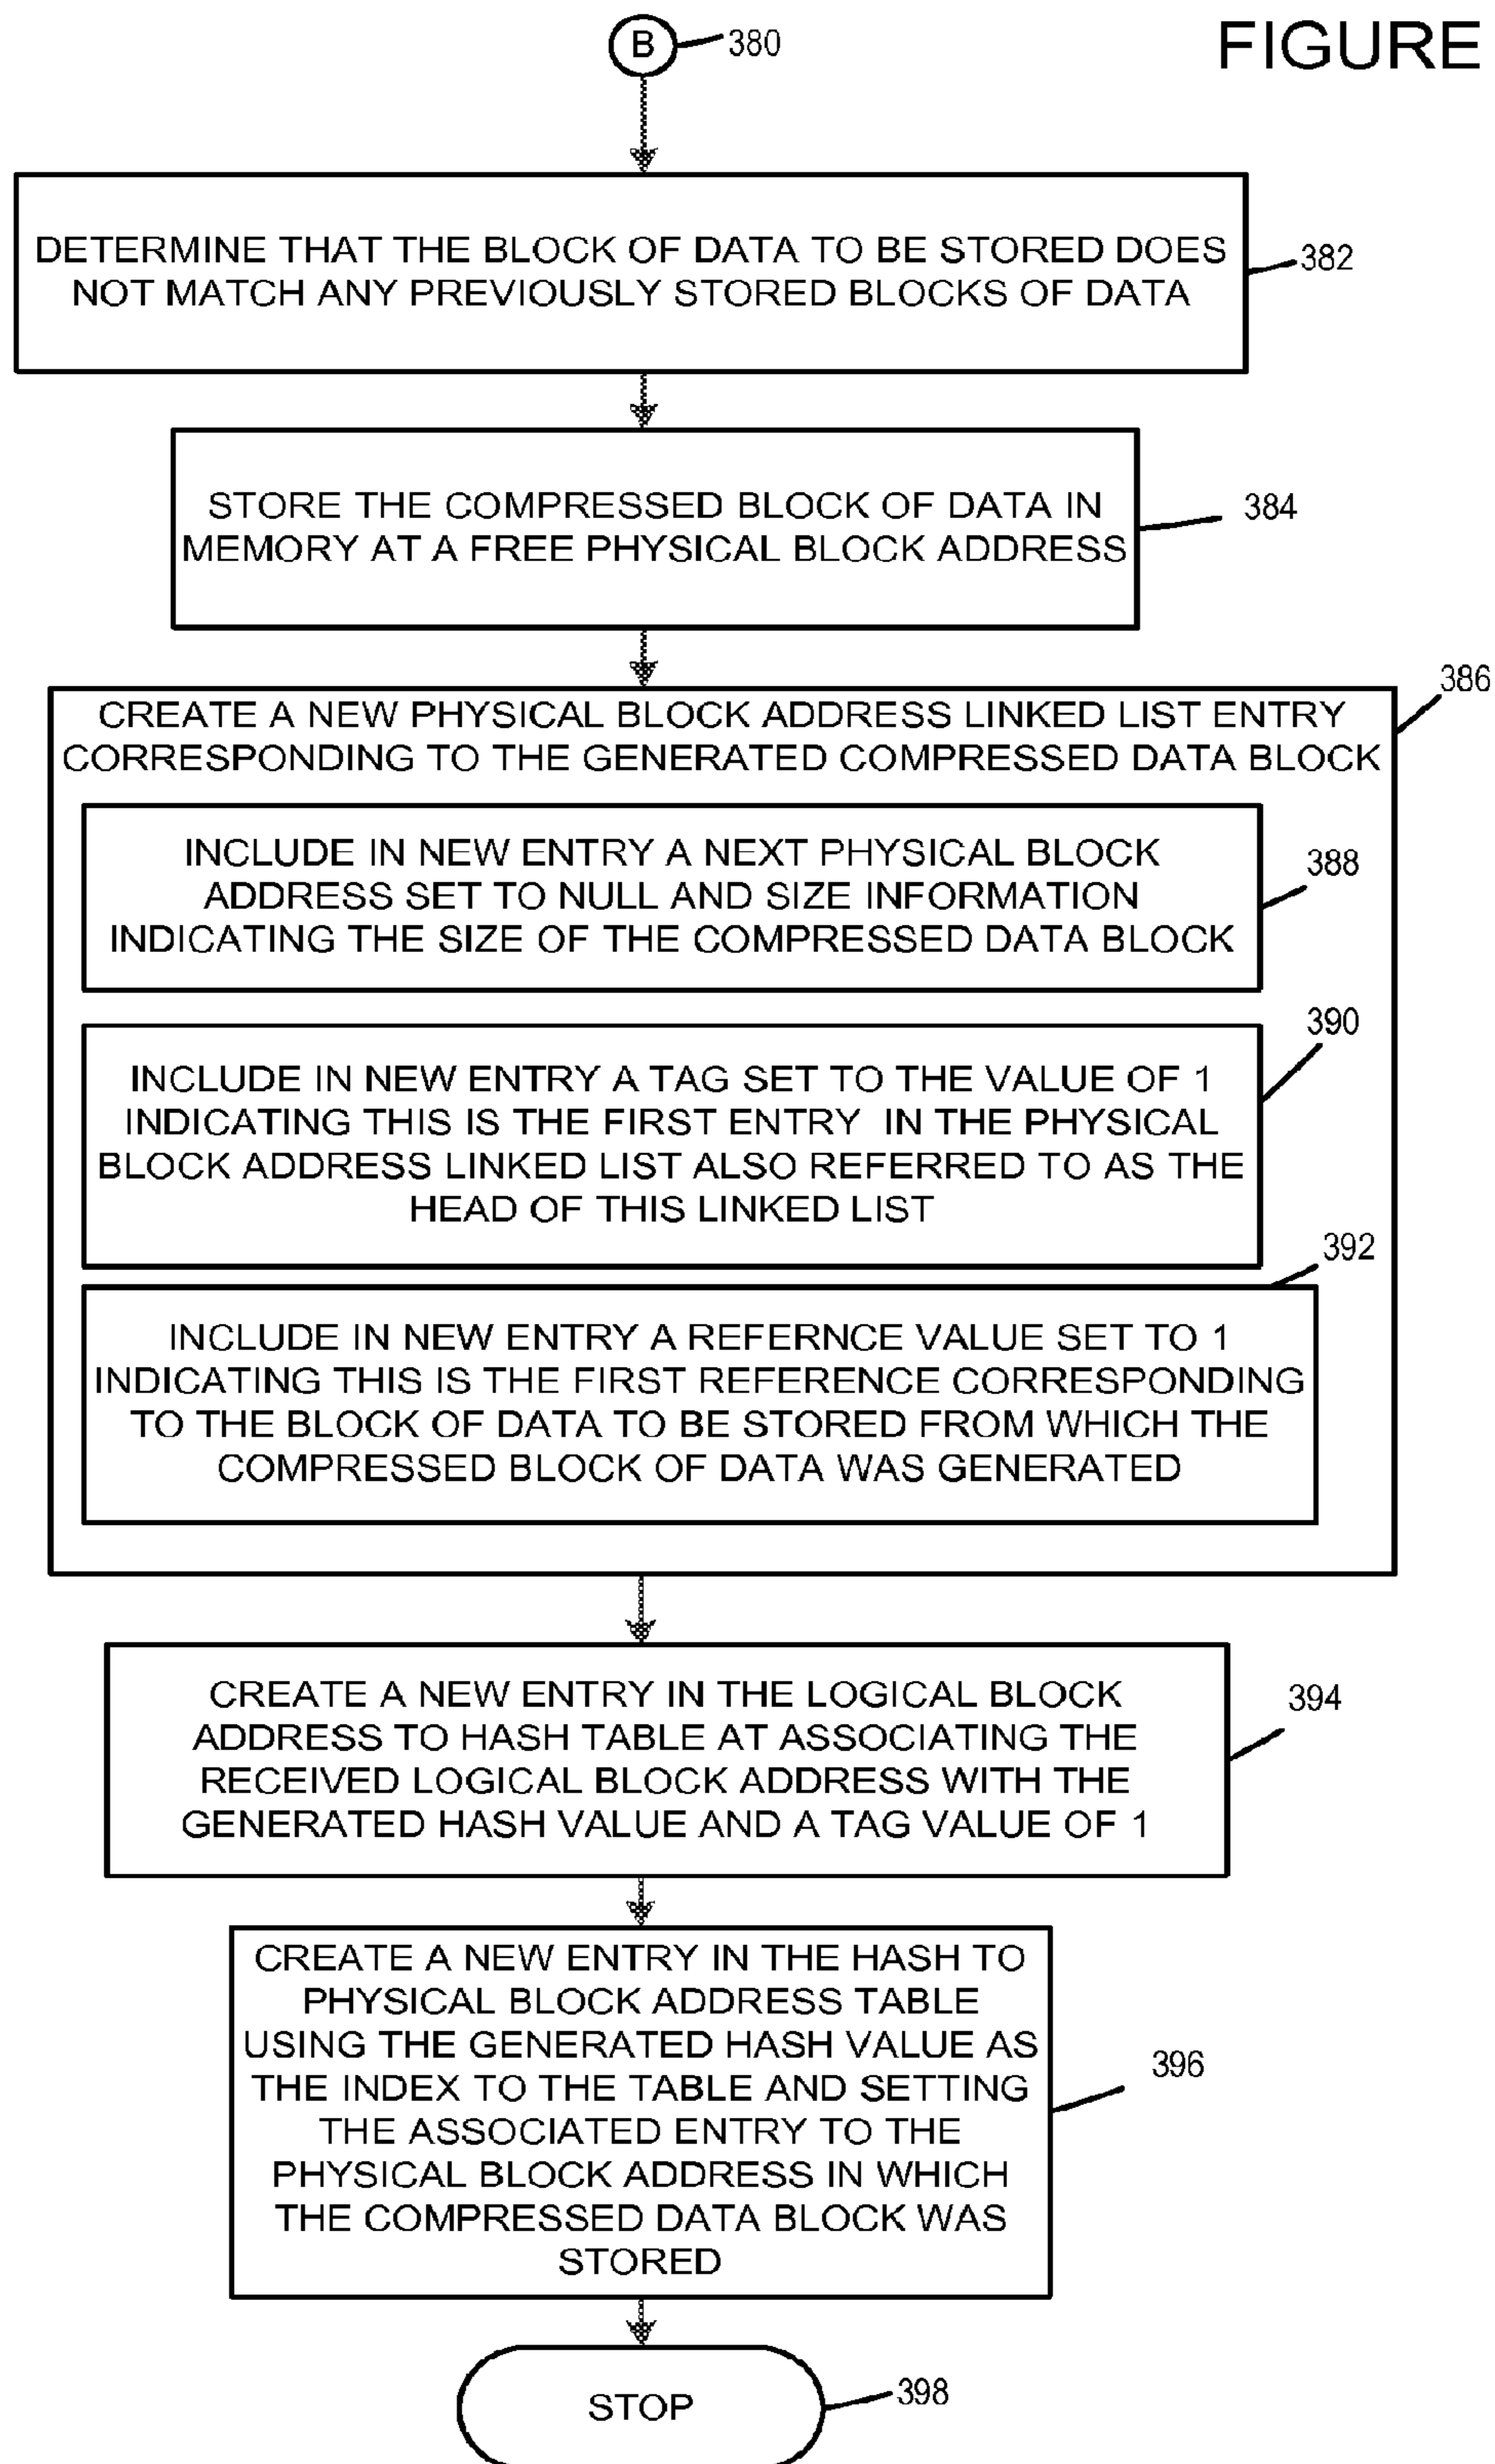 B
380
FIGURE
DETERMINE THAT THE BLOCK OF DATA TO BE STORED DOES
NOT MATCH ANY PREVIOUSLY STORED BLOCKS OF DATA
382
STORE THE COMPRESSED BLOCK OF DATA IN
MEMORY AT A FREE PHYSICAL BLOCK ADDRESS
384
CREATE A NEW PHYSICAL BLOCK ADDRESS LINKED LIST ENTRY
CORRESPONDING TO THE GENERATED COMPRESSED DATA BLOCK
386
INCLUDE IN NEW ENTRY A NEXT PHYSICAL BLOCK
ADDRESS SET TO NULL AND SIZE INFORMATION
INDICATING THE SIZE OF THE COMPRESSED DATA BLOCK
388
INCLUDE IN NEW ENTRY A TAG SET TO THE VALUE OF 1
INDICATING THIS IS THE FIRST ENTRY IN THE PHYSICAL
BLOCK ADDRESS LINKED LIST ALSO REFERRED TO AS THE
HEAD OF THIS LINKED LIST
390
INCLUDE IN NEW ENTRY A REFERNCE VALUE SET TO 1
INDICATING THIS IS THE FIRST REFERENCE CORRESPONDING
TO THE BLOCK OF DATA TO BE STORED FROM WHICH THE
COMPRESSED BLOCK OF DATA WAS GENERATED
392
CREATE A NEW ENTRY IN THE LOGICAL BLOCK
ADDRESS TO HASH TABLE AT ASSOCIATING THE
RECEIVED LOGICAL BLOCK ADDRESS WITH THE
GENERATED HASH VALUE AND A TAG VALUE OF 1
394
CREATE A NEW ENTRY IN THE HASH TO
PHYSICAL BLOCK ADDRESS TABLE
USING THE GENERATED HASH VALUE AS
THE INDEX TO THE TABLE AND SETTING
THE ASSOCIATED ENTRY TO THE
PHYSICAL BLOCK ADDRESS IN WHICH
THE COMPRESSED DATA BLOCK WAS
STORED
396
STOP
398